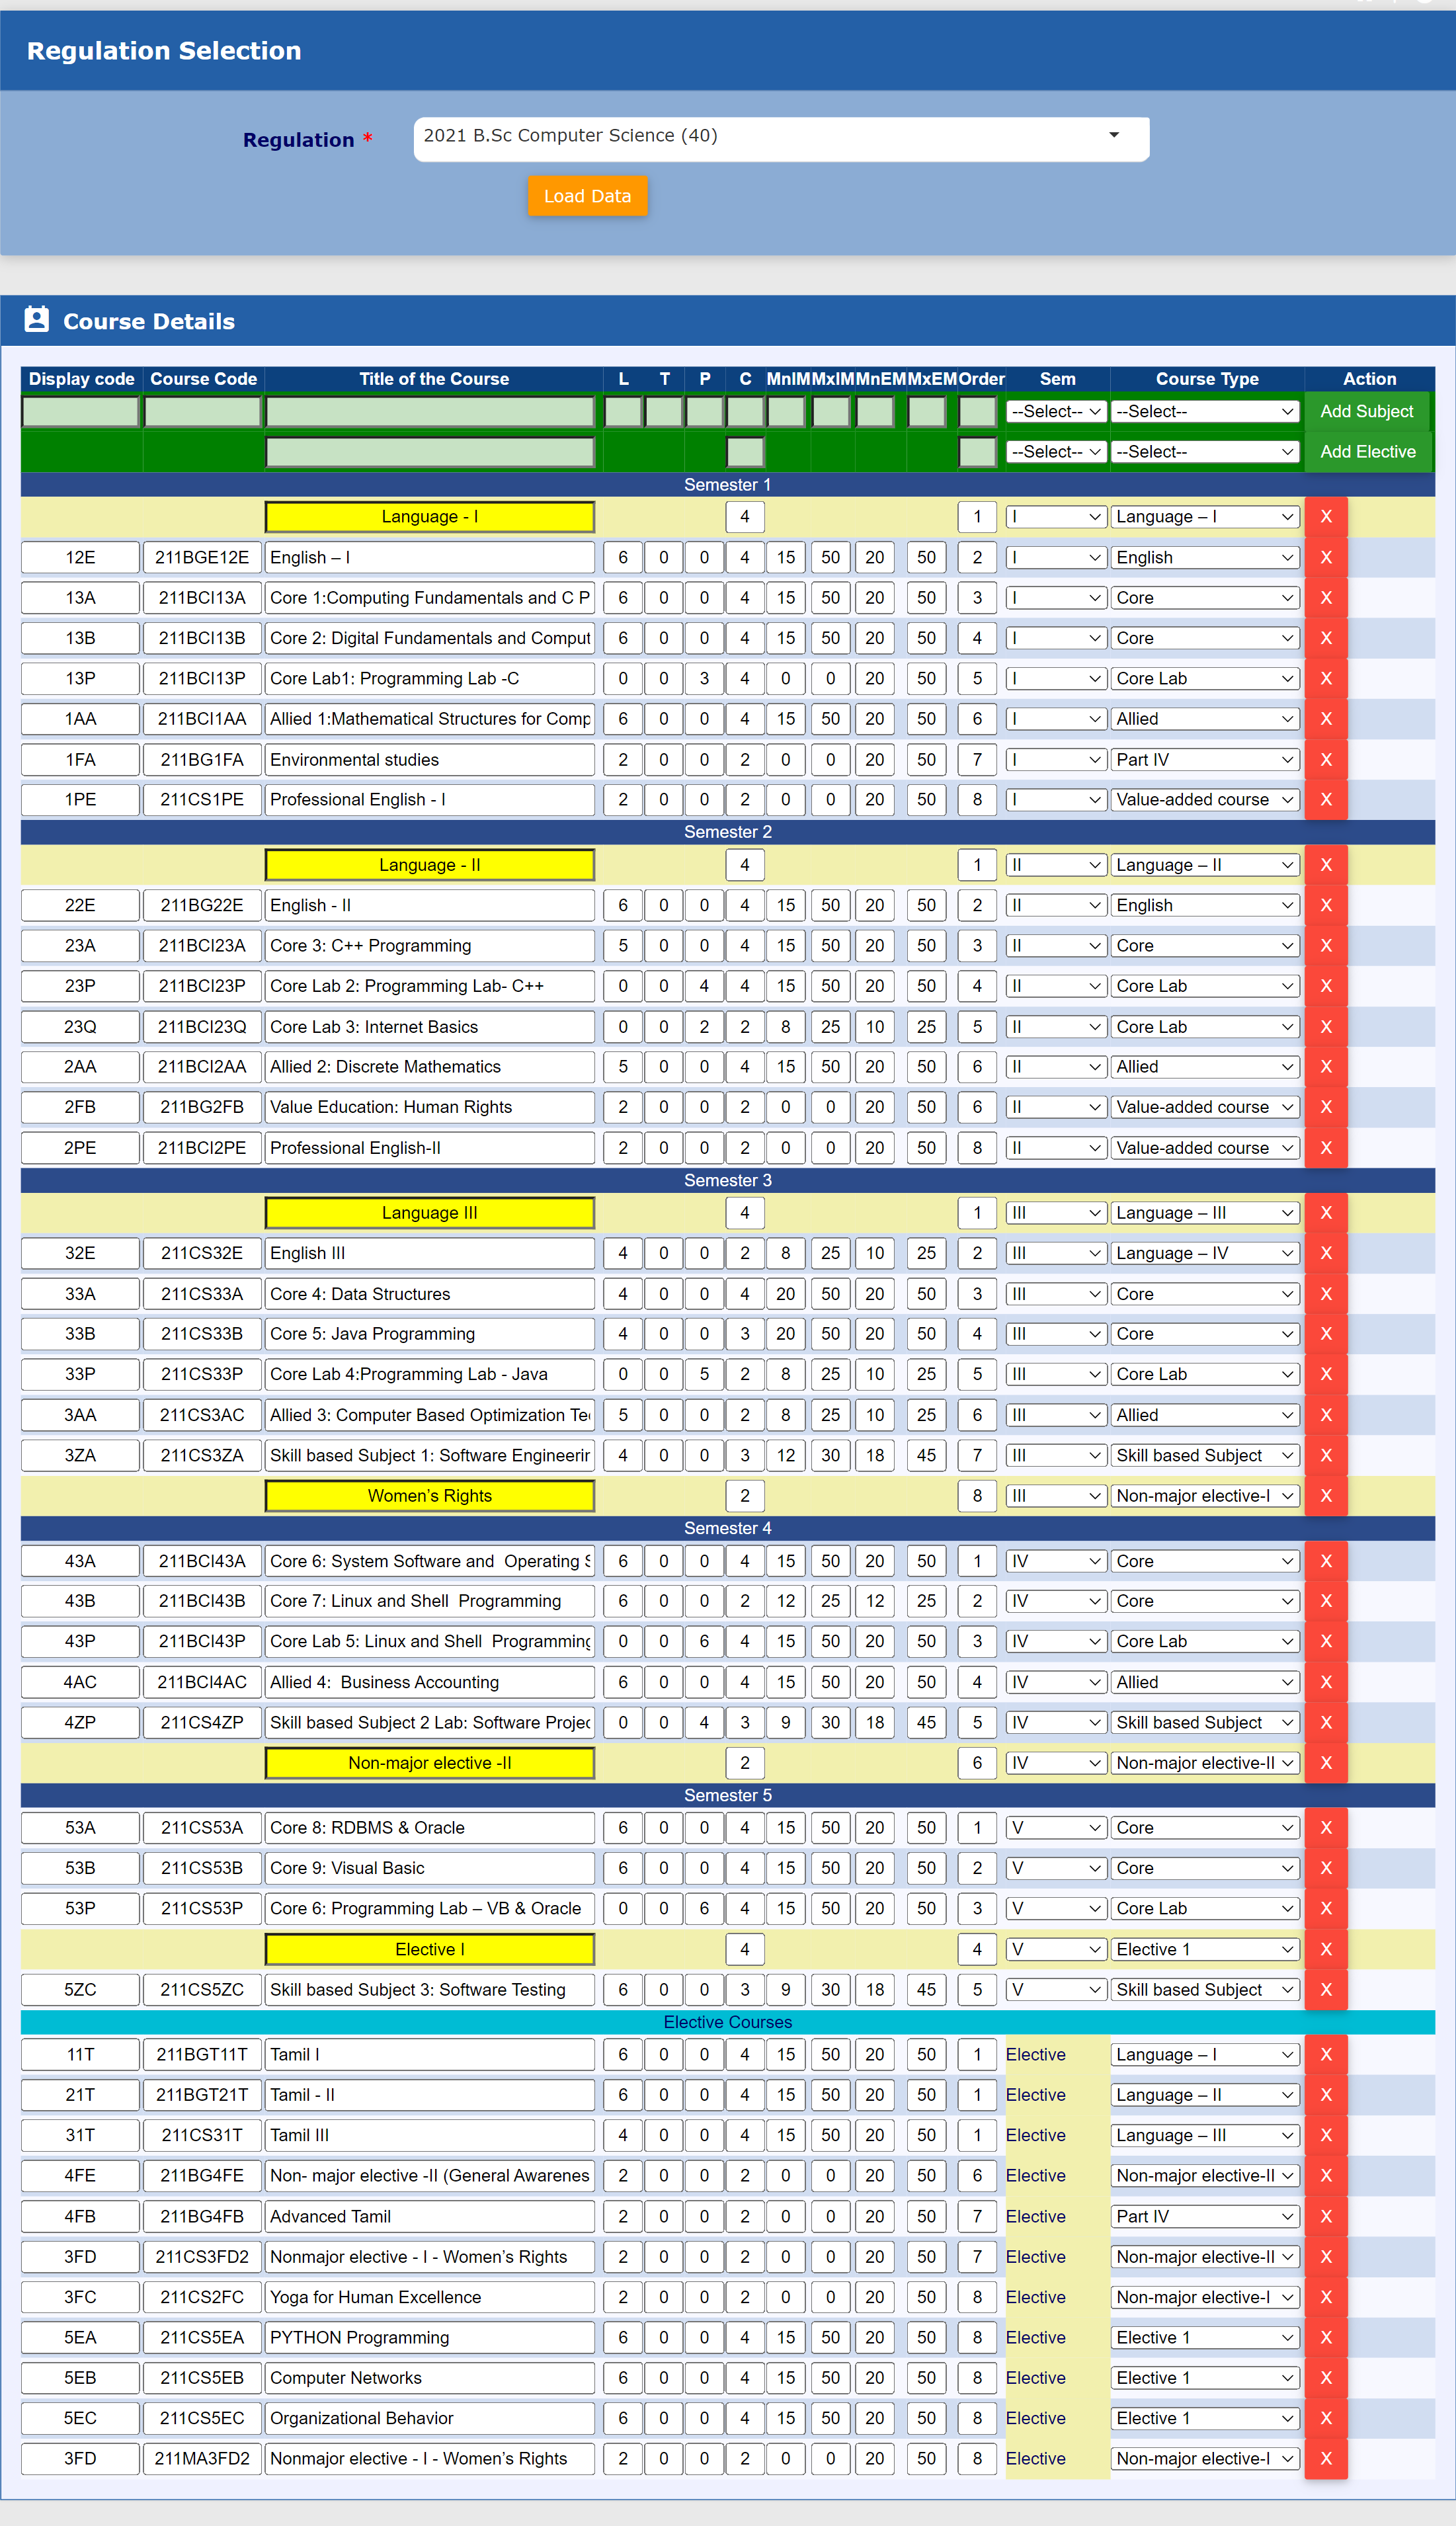 Regulation Selection
Regulation *
2021 B.Sc Computer Science (40)
Load Data
Course Details
Display code Course Code Title of the Course L T P C MnIM MxIM MnEM MxEM Order Sem Course Type Action
--Select-- --Select-- Add Subject
--Select-- --Select-- Add Elective
Semester 1
Language - I 4 1 I Language – I X
12E 211BGE12E English – I 6 0 0 4 15 50 20 50 2 I English X
13A 211BCI13A Core 1:Computing Fundamentals and C P 6 0 0 4 15 50 20 50 3 I Core X
13B 211BCI13B Core 2: Digital Fundamentals and Comput 6 0 0 4 15 50 20 50 4 I Core X
13P 211BCI13P Core Lab1: Programming Lab -C 0 0 3 4 0 0 20 50 5 I Core Lab X
1AA 211BCI1AA Allied 1:Mathematical Structures for Comp 6 0 0 4 15 50 20 50 6 I Allied X
1FA 211BG1FA Environmental studies 2 0 0 2 0 0 20 50 7 I Part IV X
1PE 211CS1PE Professional English - I 2 0 0 2 0 0 20 50 8 I Value-added course X
Semester 2
Language - II 4 1 II Language – II X
22E 211BG22E English - II 6 0 0 4 15 50 20 50 2 II English X
23A 211BCI23A Core 3: C++ Programming 5 0 0 4 15 50 20 50 3 II Core X
23P 211BCI23P Core Lab 2: Programming Lab- C++ 0 0 4 4 15 50 20 50 4 II Core Lab X
23Q 211BCI23Q Core Lab 3: Internet Basics 0 0 2 2 8 25 10 25 5 II Core Lab X
2AA 211BCI2AA Allied 2: Discrete Mathematics 5 0 0 4 15 50 20 50 6 II Allied X
2FB 211BG2FB Value Education: Human Rights 2 0 0 2 0 0 20 50 6 II Value-added course X
2PE 211BCI2PE Professional English-II 2 0 0 2 0 0 20 50 8 II Value-added course X
Semester 3
Language III 4 1 III Language – III X
32E 211CS32E English III 4 0 0 2 8 25 10 25 2 III Language – IV X
33A 211CS33A Core 4: Data Structures 4 0 0 4 20 50 20 50 3 III Core X
33B 211CS33B Core 5: Java Programming 4 0 0 3 20 50 20 50 4 III Core X
33P 211CS33P Core Lab 4:Programming Lab - Java 0 0 5 2 8 25 10 25 5 III Core Lab X
3AA 211CS3AC Allied 3: Computer Based Optimization Te 5 0 0 2 8 25 10 25 6 III Allied X
3ZA 211CS3ZA Skill based Subject 1: Software Engineerin 4 0 0 3 12 30 18 45 7 III Skill based Subject X
Women’s Rights 2 8 III Non-major elective-I X
Semester 4
43A 211BCI43A Core 6: System Software and Operating S 6 0 0 4 15 50 20 50 1 IV Core X
43B 211BCI43B Core 7: Linux and Shell Programming 6 0 0 2 12 25 12 25 2 IV Core X
43P 211BCI43P Core Lab 5: Linux and Shell Programming 0 0 6 4 15 50 20 50 3 IV Core Lab X
4AC 211BCI4AC Allied 4: Business Accounting 6 0 0 4 15 50 20 50 4 IV Allied X
4ZP 211CS4ZP Skill based Subject 2 Lab: Software Projec 0 0 4 3 9 30 18 45 5 IV Skill based Subject X
Non-major elective -II 2 6 IV Non-major elective-II X
Semester 5
53A 211CS53A Core 8: RDBMS & Oracle 6 0 0 4 15 50 20 50 1 V Core X
53B 211CS53B Core 9: Visual Basic 6 0 0 4 15 50 20 50 2 V Core X
53P 211CS53P Core 6: Programming Lab – VB & Oracle 0 0 6 4 15 50 20 50 3 V Core Lab X
Elective I 4 4 V Elective 1 X
5ZC 211CS5ZC Skill based Subject 3: Software Testing 6 0 0 3 9 30 18 45 5 V Skill based Subject X
Elective Courses
11T 211BGT11T Tamil I 6 0 0 4 15 50 20 50 1 Elective Language – I X
21T 211BGT21T Tamil - II 6 0 0 4 15 50 20 50 1 Elective Language – II X
31T 211CS31T Tamil III 4 0 0 4 15 50 20 50 1 Elective Language – III X
4FE 211BG4FE Non- major elective -II (General Awarenes 2 0 0 2 0 0 20 50 6 Elective Non-major elective-II X
4FB 211BG4FB Advanced Tamil 2 0 0 2 0 0 20 50 7 Elective Part IV X
3FD 211CS3FD2 Nonmajor elective - I - Women’s Rights 2 0 0 2 0 0 20 50 7 Elective Non-major elective-II X
3FC 211CS2FC Yoga for Human Excellence 2 0 0 2 0 0 20 50 8 Elective Non-major elective-I X
5EA 211CS5EA PYTHON Programming 6 0 0 4 15 50 20 50 8 Elective Elective 1 X
5EB 211CS5EB Computer Networks 6 0 0 4 15 50 20 50 8 Elective Elective 1 X
5EC 211CS5EC Organizational Behavior 6 0 0 4 15 50 20 50 8 Elective Elective 1 X
3FD 211MA3FD2 Nonmajor elective - I - Women’s Rights 2 0 0 2 0 0 20 50 8 Elective Non-major elective-I X